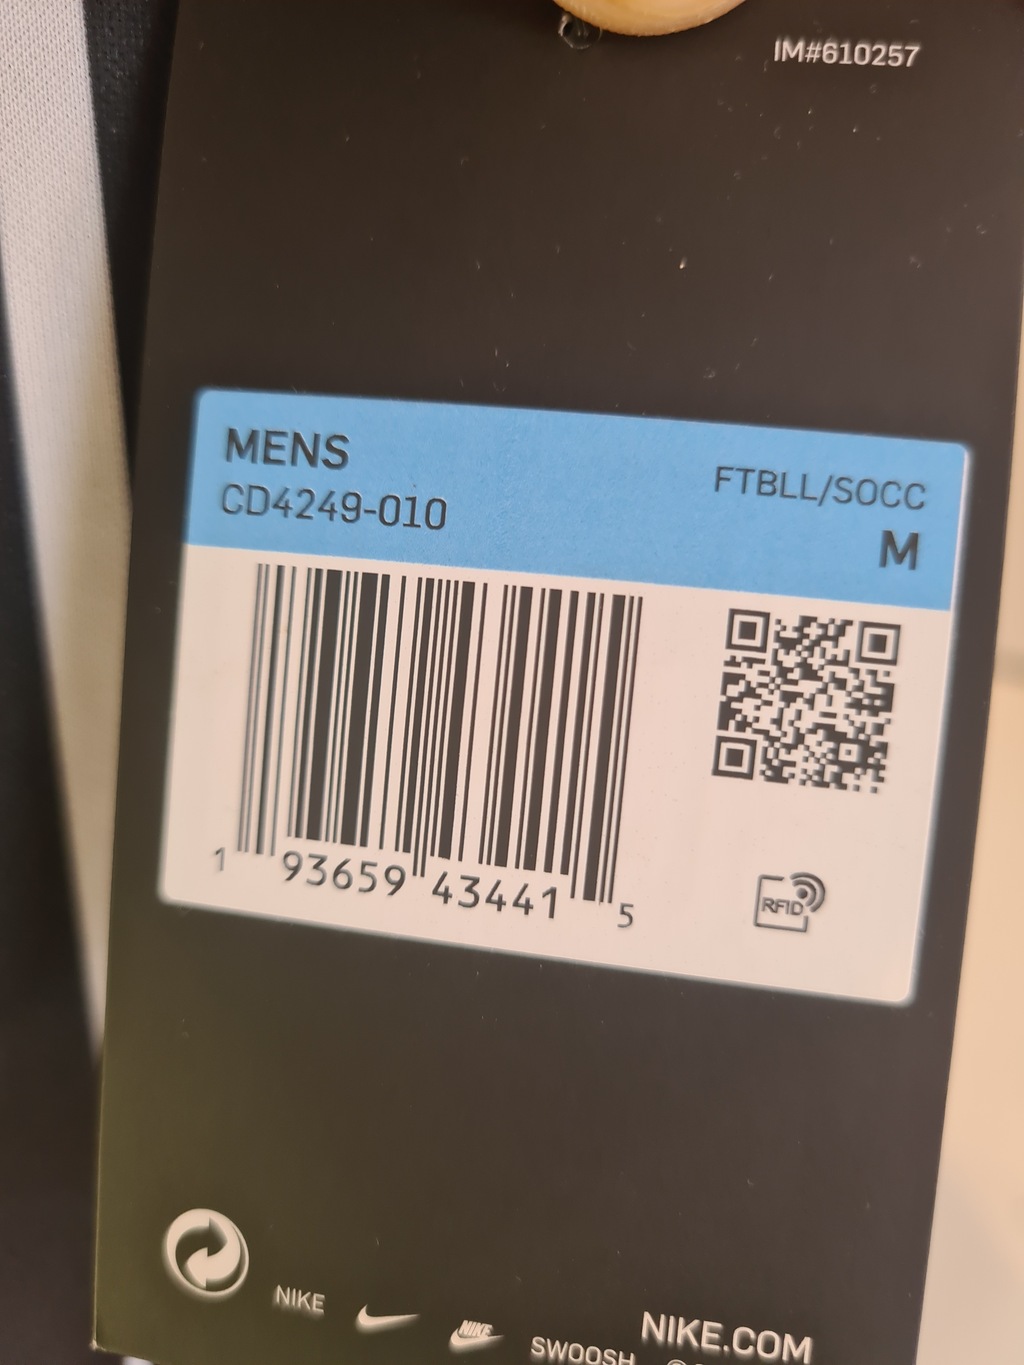 IM#610257
MENS
FTBLL/SOCC
CD4249-010
M
1 93659 43441 5
RFID
NIKE
NIKE
SWOOSH
NIKE.COM